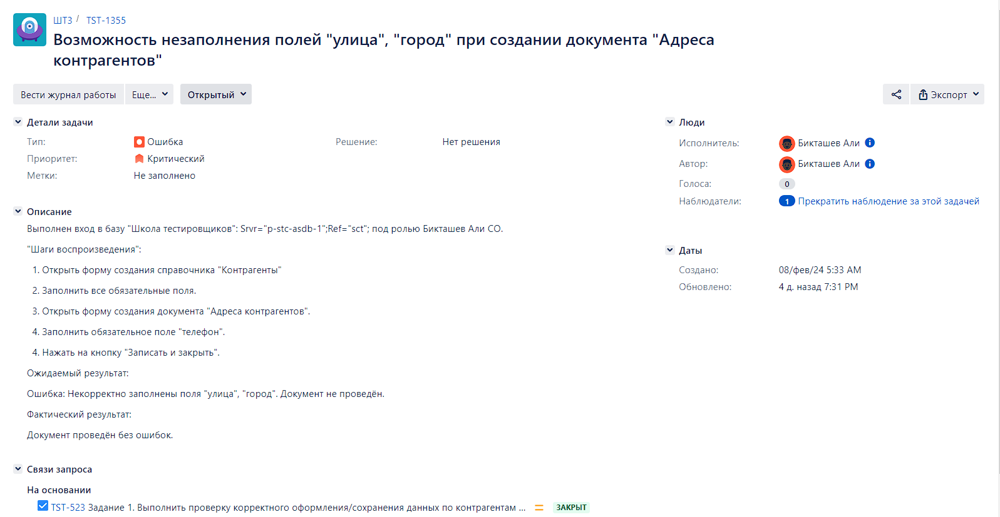 ШТ3 / TST-1355
Возможность незаполнения полей "улица", "город" при создании документа "Адреса
контрагентов"
Вести журнал работы Еще... Открытый Экспорт
Детали задачи
Тип: Ошибка Решение: Нет решения
Приоритет: Критический
Метки: Не заполнено
Люди
Исполнитель: Бикташев Али
Автор: Бикташев Али
Голоса: 0
Наблюдатели: 1 Прекратить наблюдение за этой задачей
Описание
Выполнен вход в базу "Школа тестировщиков": Srvr="p-stc-asdb-1";Ref="sct"; под ролью Бикташев Али СО.
"Шаги воспроизведения":
1. Открыть форму создания справочника "Контрагенты"
2. Заполнить все обязательные поля.
3. Открыть форму создания документа "Адреса контрагентов".
4. Заполнить обязательное поле "телефон".
4. Нажать на кнопку "Записать и закрыть".
Ожидаемый результат:
Ошибка: Некорректно заполнены поля "улица", "город". Документ не проведён.
Фактический результат:
Документ проведён без ошибок.
Даты
Создано: 08/фев/24 5:33 AM
Обновлено: 4 д. назад 7:31 PM
Связи запроса
На основании
TST-523 Задание 1. Выполнить проверку корректного оформления/сохранения данных по контрагентам ... ЗАКРЫТ